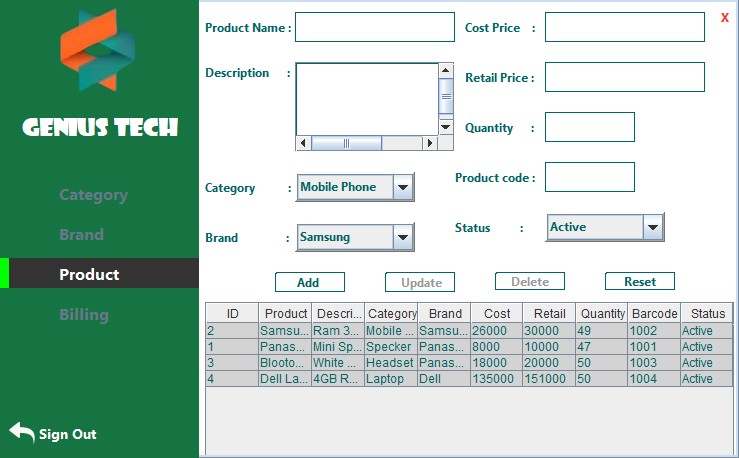 GENIUS TECH
Category
Brand
Product
Billing
Sign Out
X
Product Name :
Cost Price :
Description :
Retail Price :
Quantity :
Category : Mobile Phone
Product code :
Brand : Samsung
Status : Active
Add Update Delete Reset
ID Product Descri... Category Brand Cost Retail Quantity Barcode Status
2 Samsu... Ram 3... Mobile ... Samsu... 26000 30000 49 1002 Active
1 Panas... Mini Sp... Specker Panas... 8000 10000 47 1001 Active
3 Blooto... White ... Headset Panas... 18000 20000 50 1003 Active
4 Dell La... 4GB R... Laptop Dell 135000 151000 50 1004 Active